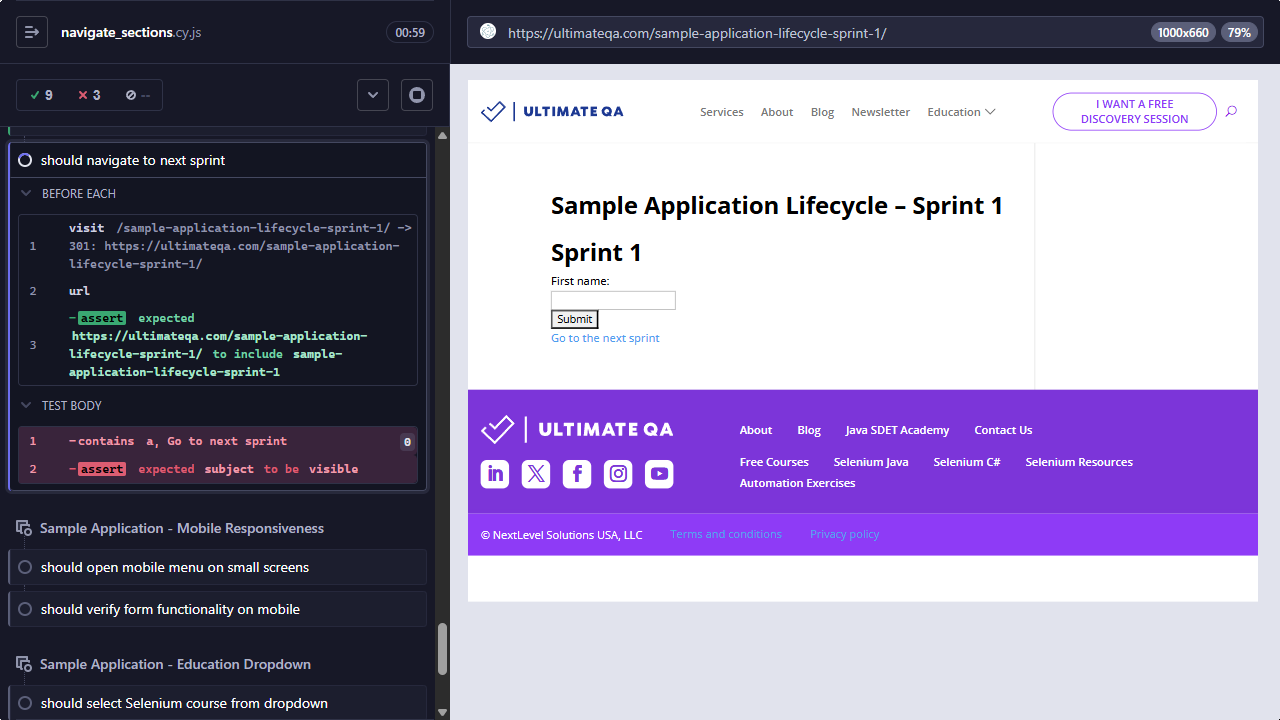 navigate_sections.cy.js
00:59
9
3
--
should navigate to next sprint
BEFORE EACH
1
visit /sample-application-lifecycle-sprint-1/ ->
301: https://ultimateqa.com/sample-application-
lifecycle-sprint-1/
2
url
3
-assert expected
https://ultimateqa.com/sample-application-
lifecycle-sprint-1/ to include sample-
application-lifecycle-sprint-1
TEST BODY
1
-contains a, Go to next sprint
0
2
-assert expected subject to be visible
Sample Application - Mobile Responsiveness
should open mobile menu on small screens
should verify form functionality on mobile
Sample Application - Education Dropdown
should select Selenium course from dropdown
https://ultimateqa.com/sample-application-lifecycle-sprint-1/
1000x660
79%
ULTIMATE QA
Services
About
Blog
Newsletter
Education
I WANT A FREE
DISCOVERY SESSION
Sample Application Lifecycle – Sprint 1
Sprint 1
First name:
Submit
Go to the next sprint
ULTIMATE QA
About
Blog
Java SDET Academy
Contact Us
Free Courses
Selenium Java
Selenium C#
Selenium Resources
Automation Exercises
© NextLevel Solutions USA, LLC
Terms and conditions
Privacy policy